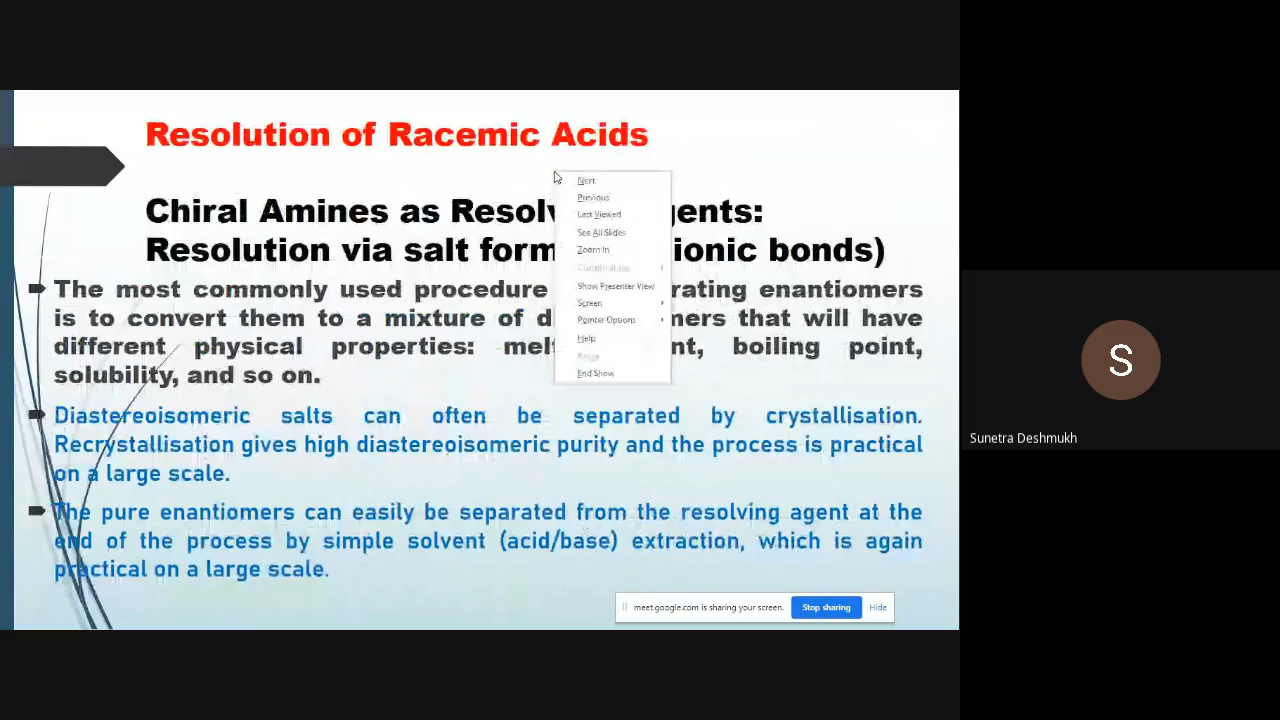 Resolution of Racemic Acids
Chiral Amines as Resolv gents:
Resolution via salt form ionic bonds)
The most commonly used procedure rating enantiomers
is to convert them to a mixture of d mers that will have
different physical properties: mel nt, boiling point,
solubility, and so on.
Diastereoisomeric salts can often be separated by crystallisation.
Recrystallisation gives high diastereoisomeric purity and the process is practical
on a large scale.
The pure enantiomers can easily be separated from the resolving agent at the
end of the process by simple solvent (acid/base) extraction, which is again
practical on a large scale.
Next
Previous
Last Viewed
See All Slides
Zoom In
Show Presenter View
Screen
Pointer Options
Help
End Show
meet.google.com is sharing your screen. Stop sharing Hide
S
Sunetra Deshmukh